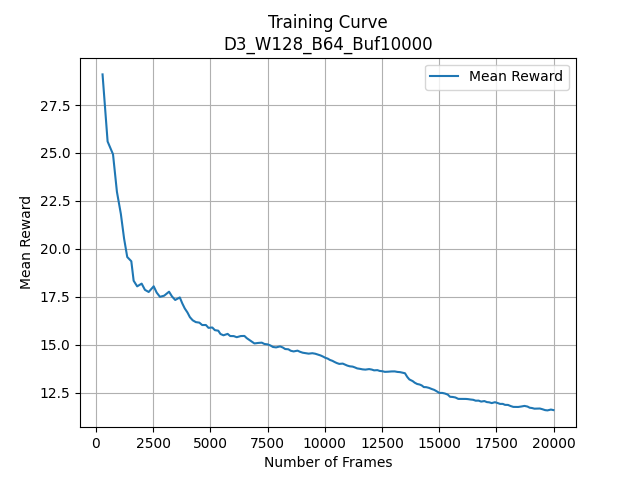 Training Curve
D3_W128_B64_Buf10000
Mean Reward
27.5
25.0
22.5
20.0
17.5
15.0
12.5
Mean Reward
0 2500 5000 7500 10000 12500 15000 17500 20000
Number of Frames